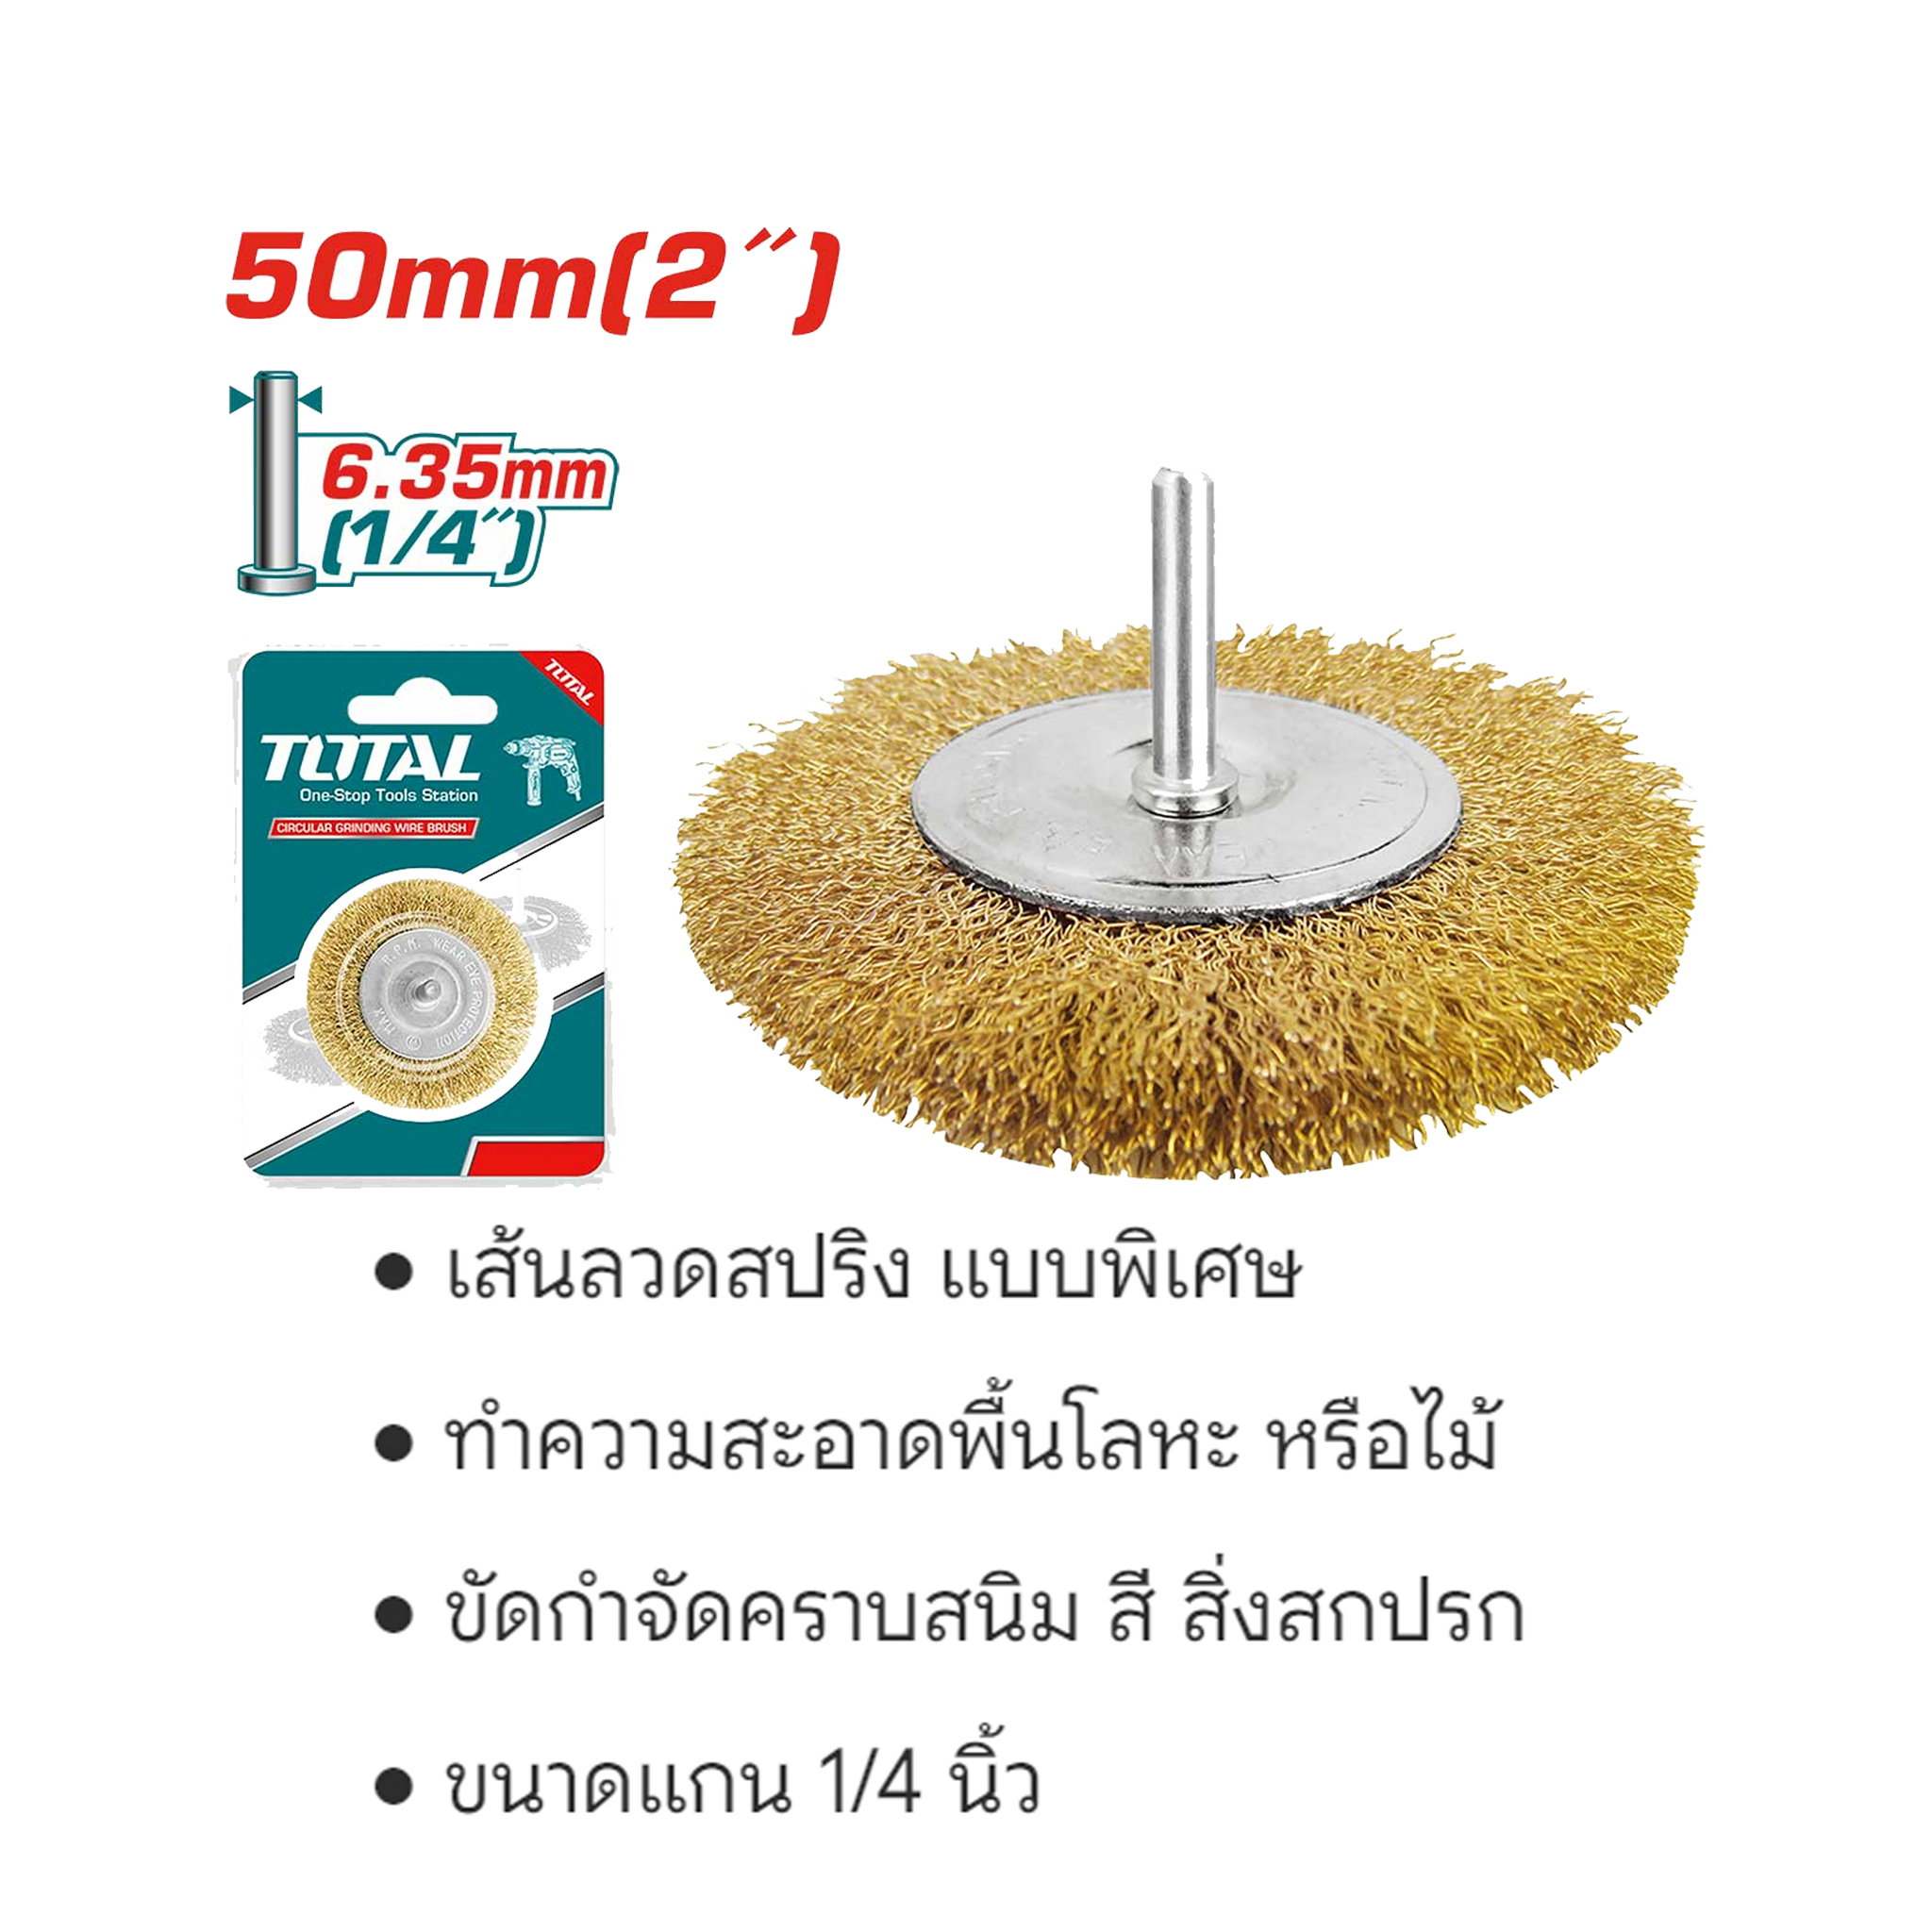 50mm(2")
6.35mm
(1/4")
TOTAL
TOTAL
One-Stop Tools Station
CIRCULAR GRINDING WIRE BRUSH
R.P.M. WEAR EYE PROTECTION
MAX
• เส้นลวดสปริง แบบพิเศษ
• ทำความสะอาดพื้นโลหะ หรือไม้
• ขัดกำจัดคราบสนิม สี สิ่งสกปรก
• ขนาดแกน 1/4 นิ้ว